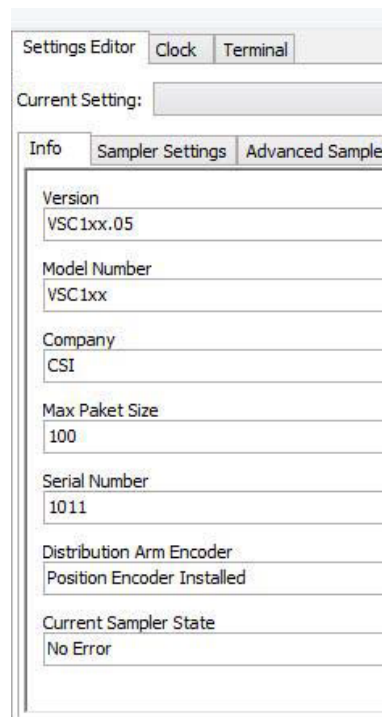 Settings Editor Clock Terminal
Current Setting:
Info Sampler Settings Advanced Sample
Version
VSC1xx.05
Model Number
VSC1xx
Company
CSI
Max Paket Size
100
Serial Number
1011
Distribution Arm Encoder
Position Encoder Installed
Current Sampler State
No Error